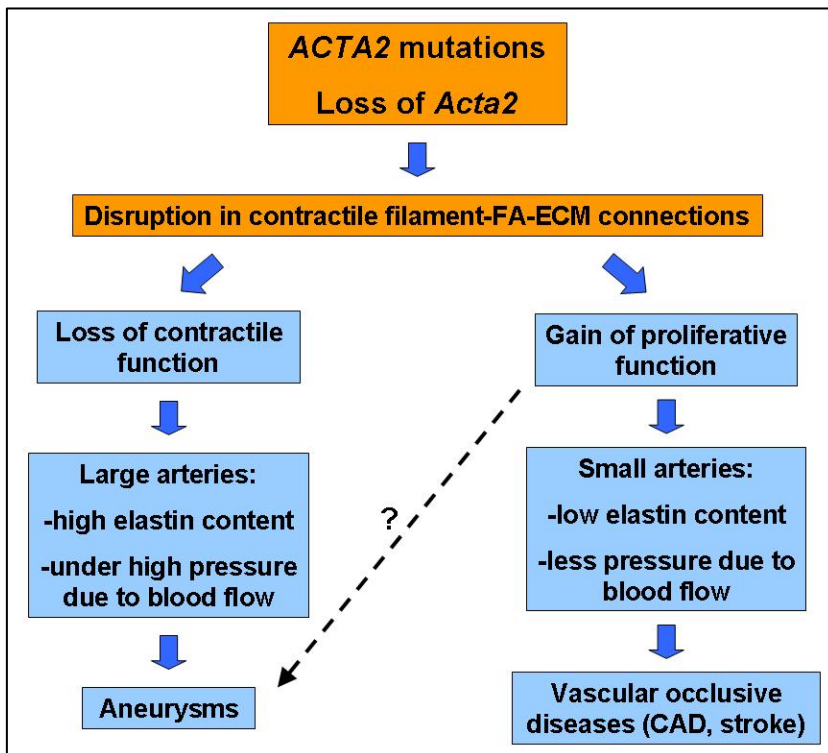 ACTA2 mutations
Loss of Acta2
Disruption in contractile filament-FA-ECM connections
Loss of contractile
function
Gain of proliferative
function
Large arteries:
-high elastin content
-under high pressure
due to blood flow
?
Small arteries:
-low elastin content
-less pressure due to
blood flow
Aneurysms
Vascular occlusive
diseases (CAD, stroke)